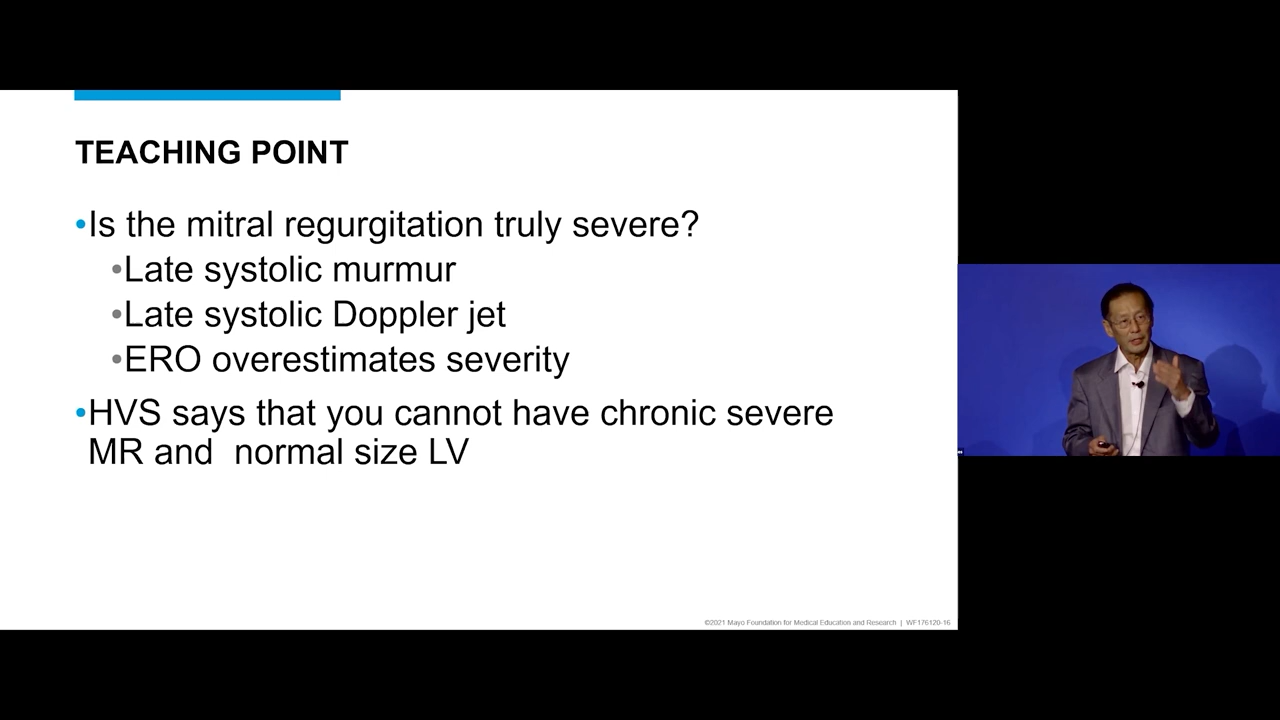 TEACHING POINT
•Is the mitral regurgitation truly severe?
•Late systolic murmur
•Late systolic Doppler jet
•ERO overestimates severity
•HVS says that you cannot have chronic severe
MR and  normal size LV
©2021 Mayo Foundation for Medical Education and Research | WF176120-16